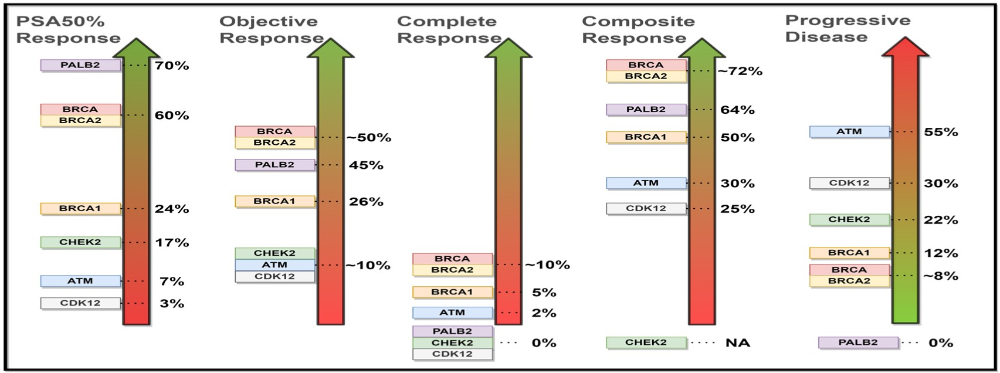 PSA50%
Response
PALB2 70%
BRCA
BRCA2
60%
BRCA1 24%
CHEK2 17%
ATM 7%
CDK12 3%
Objective
Response
BRCA
BRCA2
~50%
PALB2 45%
BRCA1 26%
CHEK2
ATM ~10%
CDK12
Complete
Response
BRCA
BRCA2
~10%
BRCA1 5%
ATM 2%
PALB2
CHEK2 0%
CDK12
Composite
Response
BRCA
BRCA2
~72%
PALB2 64%
BRCA1 50%
ATM 30%
CDK12 25%
CHEK2 NA
Progressive
Disease
ATM 55%
CDK12 30%
CHEK2 22%
BRCA1 12%
BRCA
BRCA2
~8%
PALB2 0%